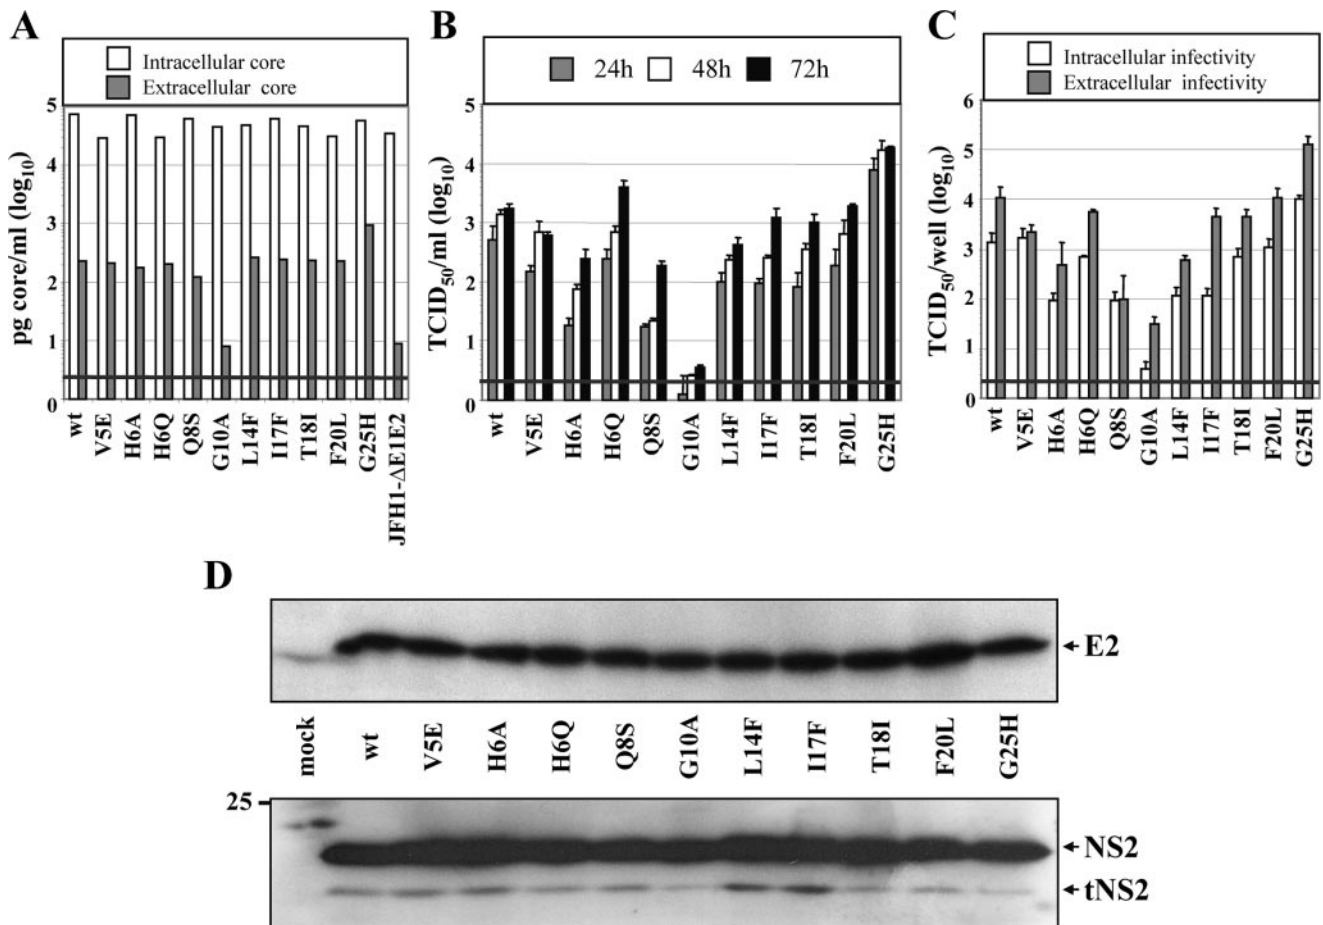 A
Intracellular core
Extracellular core
pg core/ml (log10)
5
4
3
2
1
0
wt
V5E
H6A
H6Q
Q8S
G10A
L14F
I17F
T18I
F20L
G25H
JFH1-ΔE1E2
B
24h 48h 72h
TCID50/ml (log10)
5
4
3
2
1
0
wt
V5E
H6A
H6Q
Q8S
G10A
L14F
I17F
T18I
F20L
G25H
C
Intracellular infectivity
Extracellular infectivity
TCID50/well (log10)
6
5
4
3
2
1
0
wt
V5E
H6A
H6Q
Q8S
G10A
L14F
I17F
T18I
F20L
G25H
D
E2
mock
wt
V5E
H6A
H6Q
Q8S
G10A
L14F
I17F
T18I
F20L
G25H
25
NS2
tNS2